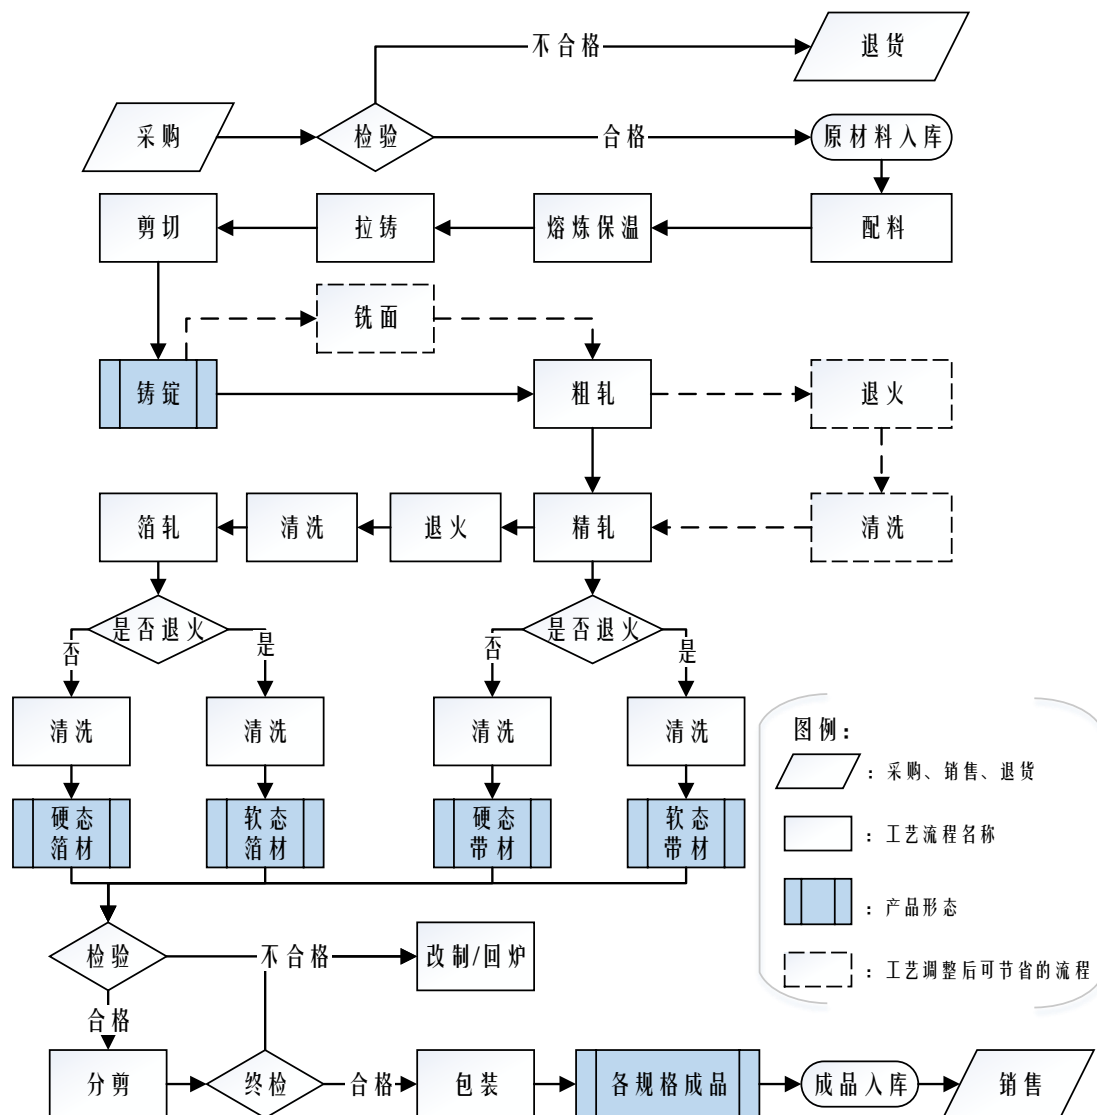 不合格
退货
采购
检验
合格
原材料入库
剪切
拉铸
熔炼保温
配料
铣面
铸锭
粗轧
退火
箔轧
清洗
退火
精轧
清洗
是否退火
是否退火
否
是
否
是
清洗
清洗
清洗
清洗
硬态
箔材
软态
箔材
硬态
带材
软态
带材
图例：
：采购、销售、退货
：工艺流程名称
：产品形态
：工艺调整后可节省的流程
检验
不合格
改制/回炉
合格
分剪
终检
合格
包装
各规格成品
成品入库
销售